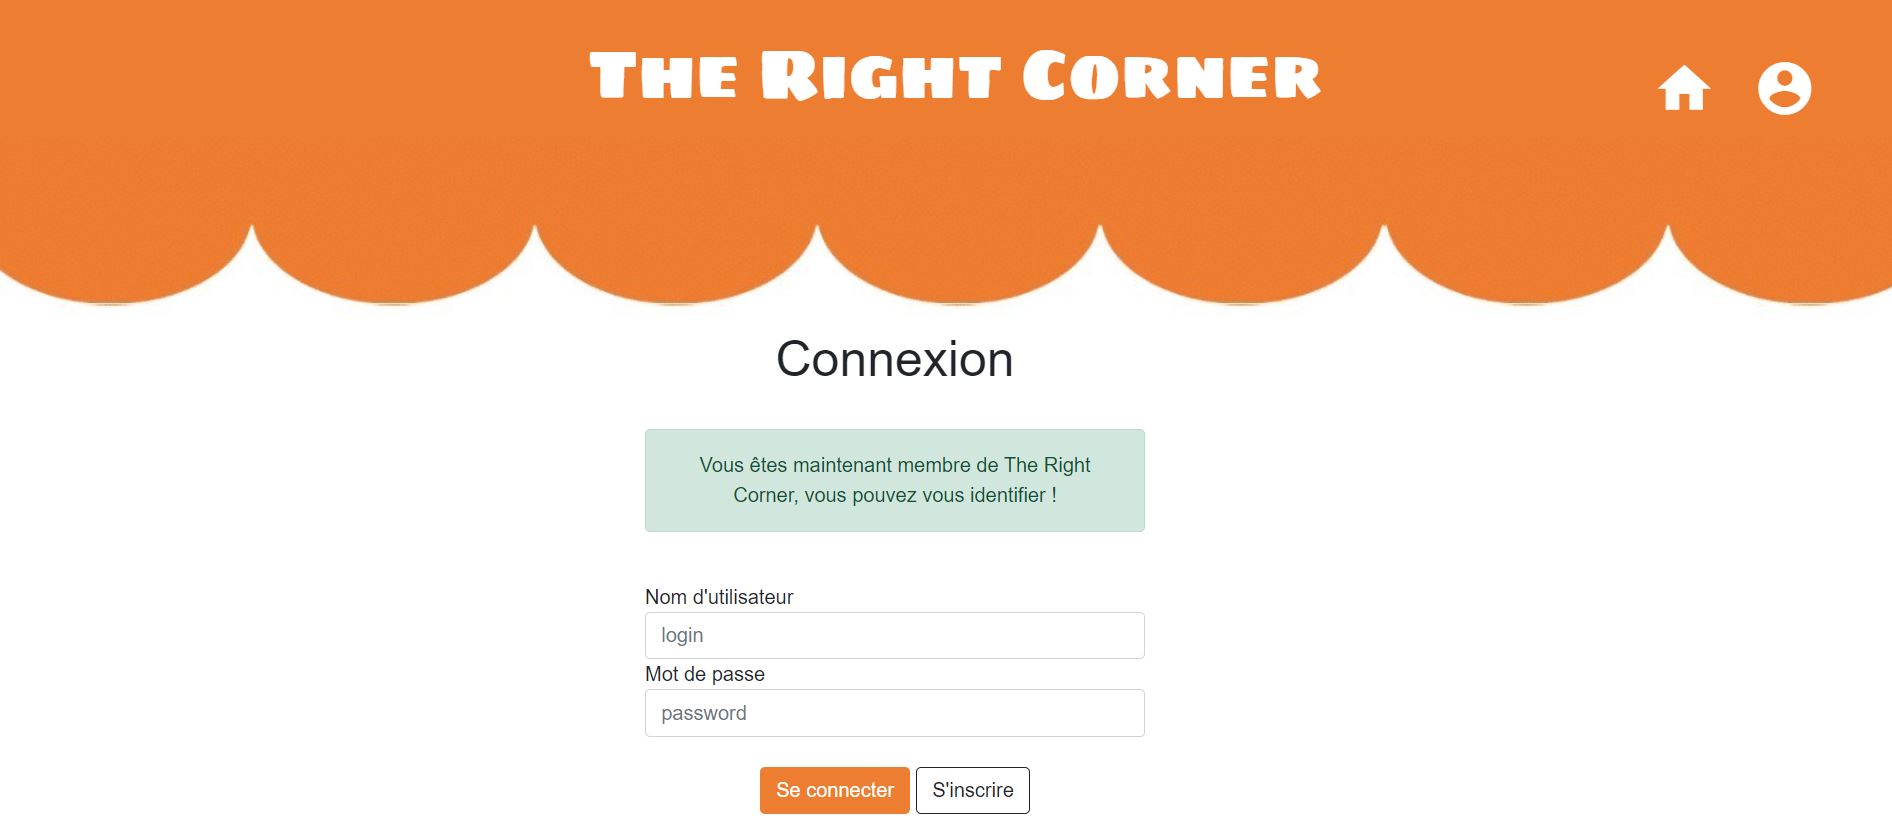 The Right Corner
Connexion
Vous êtes maintenant membre de The Right
Corner, vous pouvez vous identifier !
Nom d'utilisateur
login
Mot de passe
password
Se connecter
S'inscrire